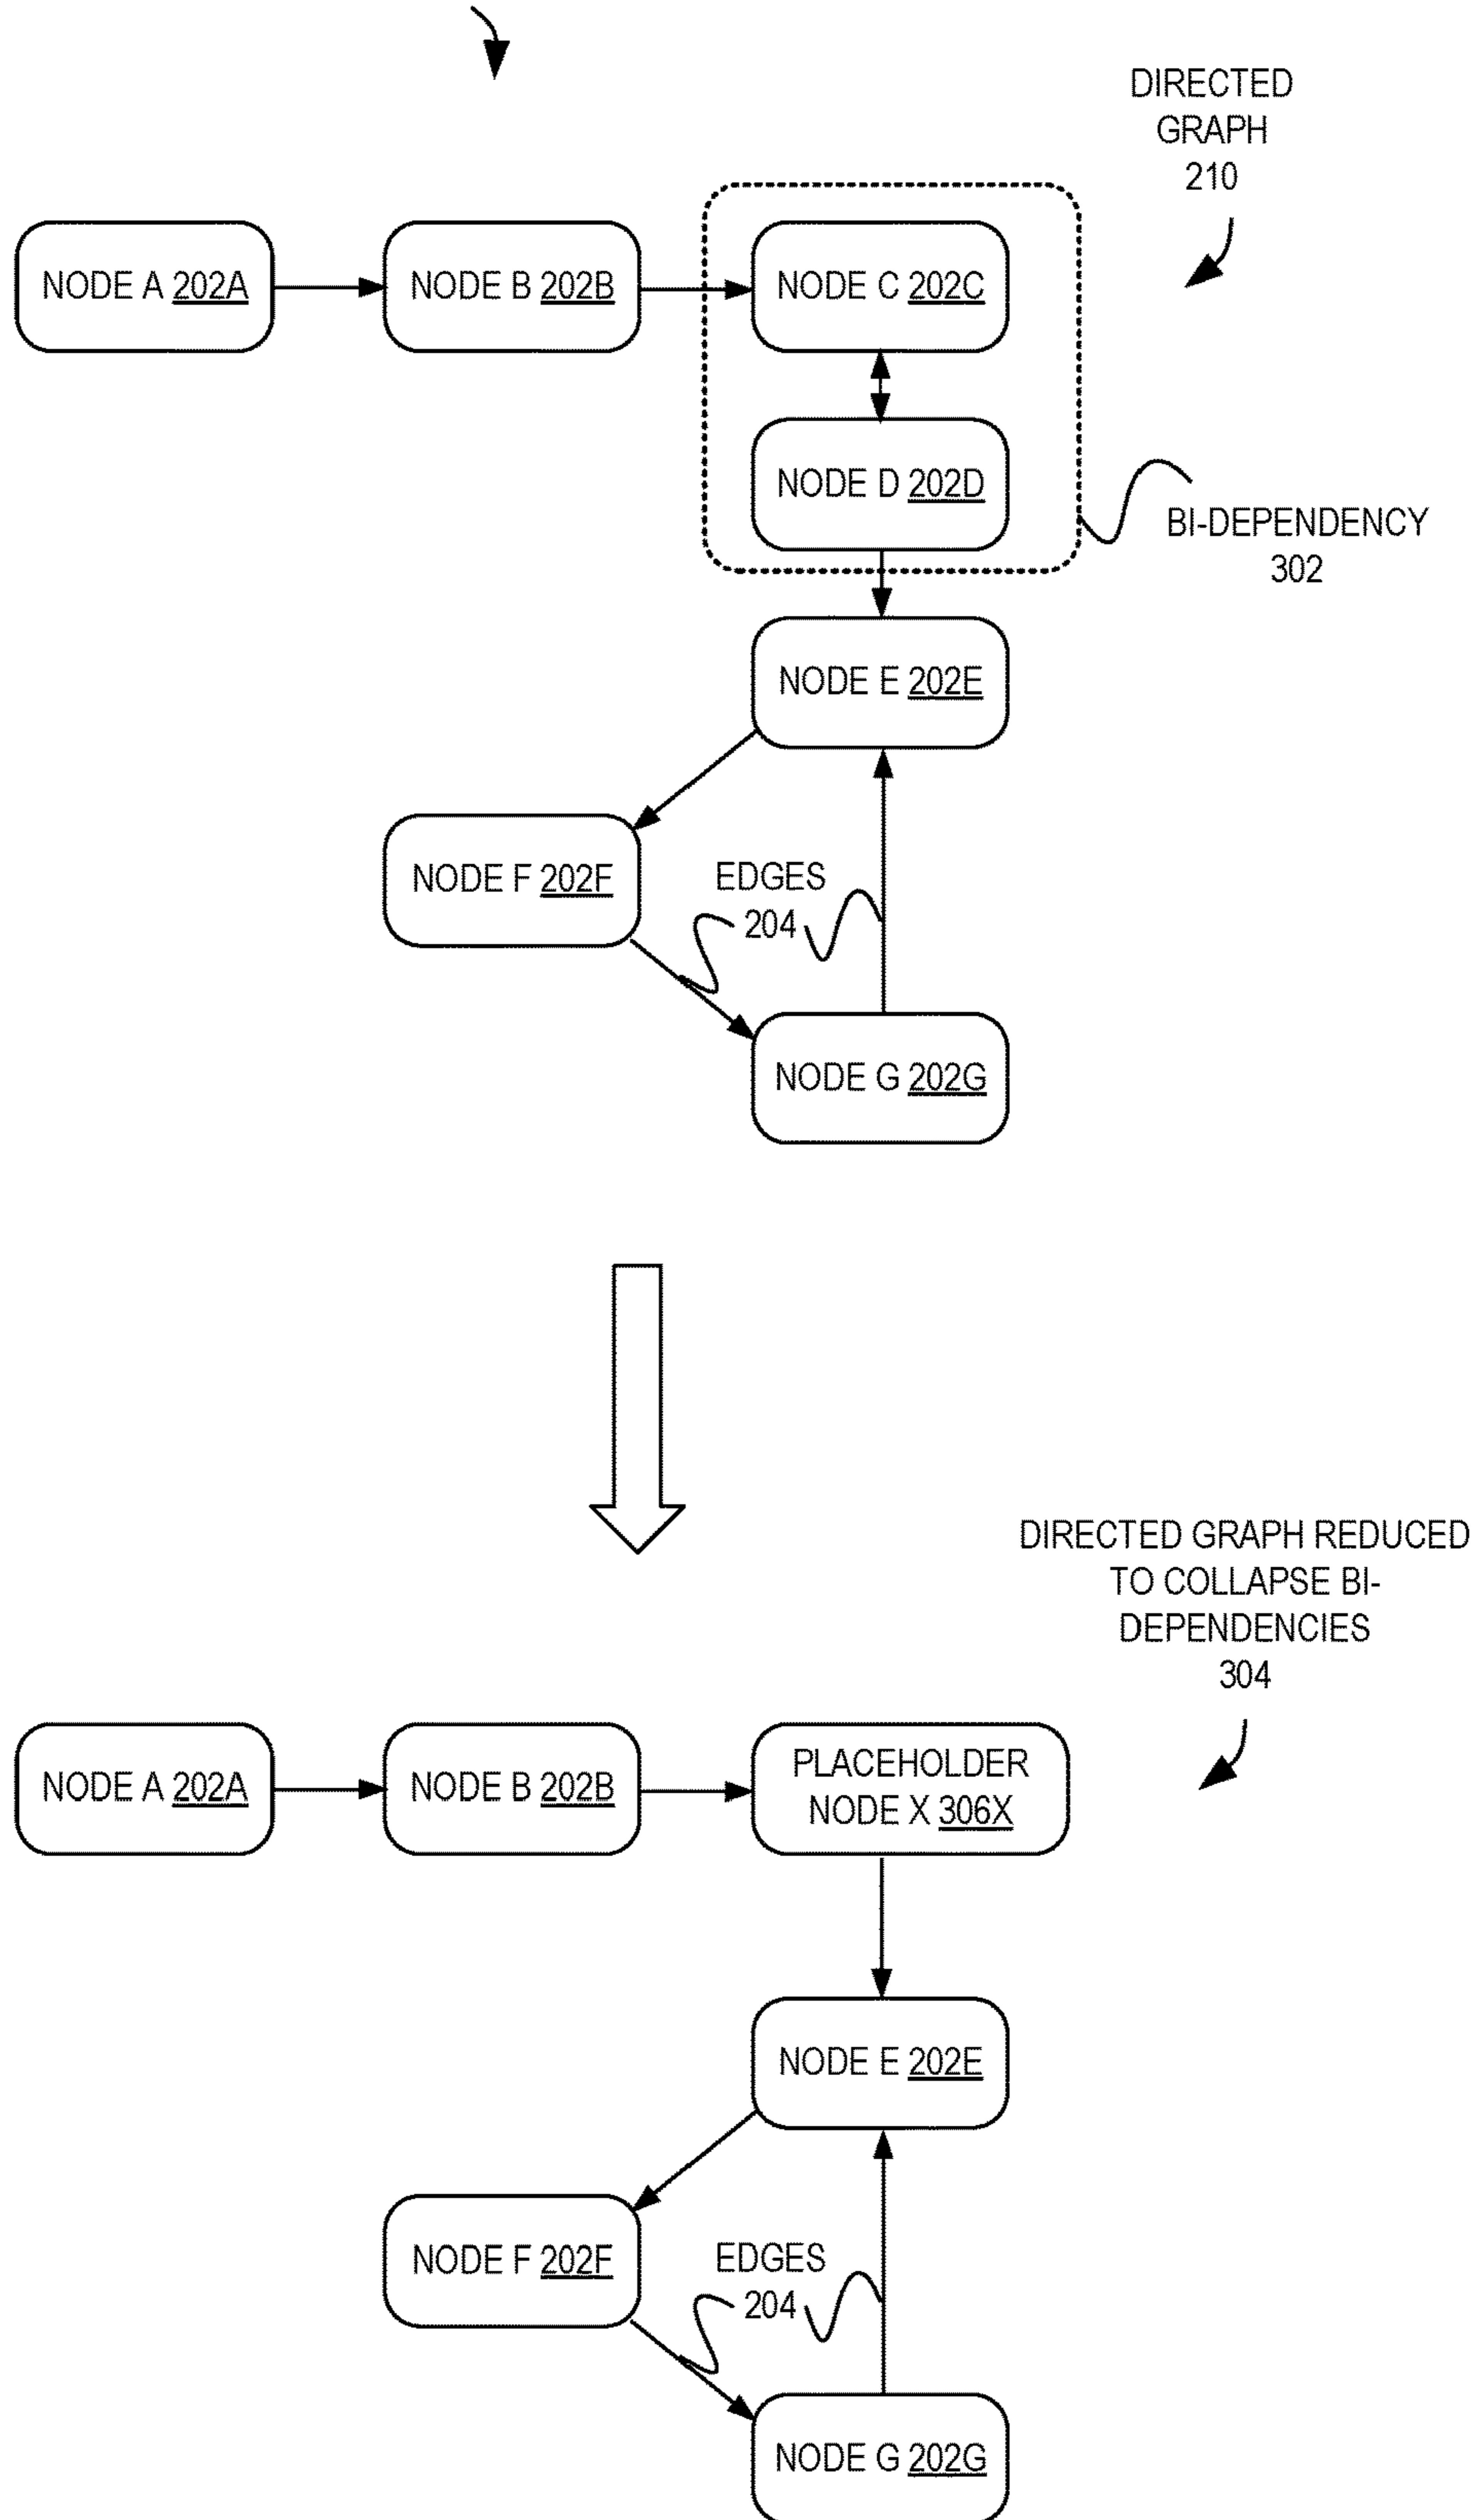 DIRECTED
GRAPH
210
NODE A 202A
NODE B 202B
NODE C 202C
NODE D 202D
BI-DEPENDENCY
302
NODE E 202E
NODE F 202F
EDGES
204
NODE G 202G
DIRECTED GRAPH REDUCED
TO COLLAPSE BI-
DEPENDENCIES
304
NODE A 202A
NODE B 202B
PLACEHOLDER
NODE X 306X
NODE E 202E
NODE F 202F
EDGES
204
NODE G 202G